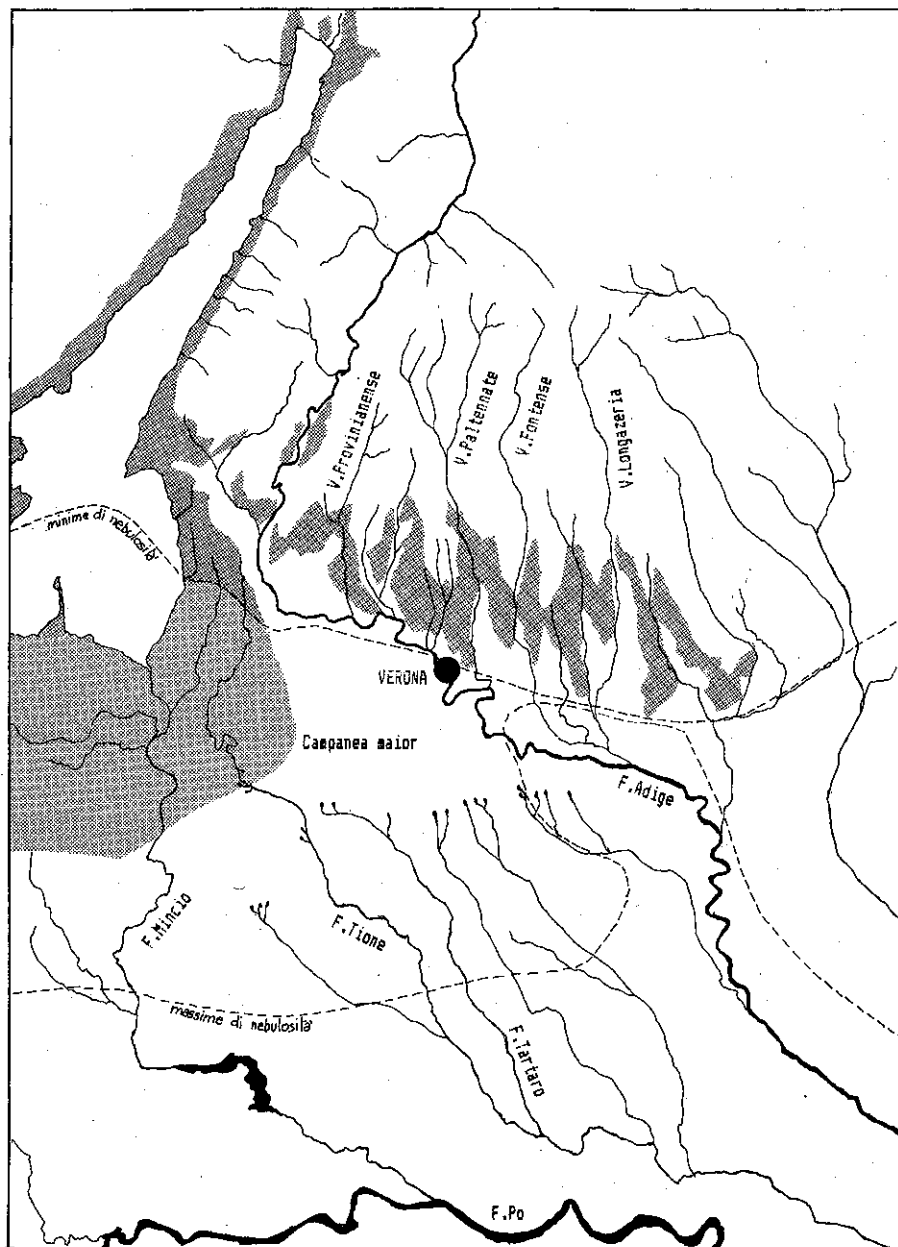 V.Provinianense
V.Paltennate
V.Fontense
V.Longazeria
minime di nebulosità
VERONA
Campanea maior
F.Adige
F.Mincio
F.Tione
massime di nebulosità
F.Tartaro
F.Po